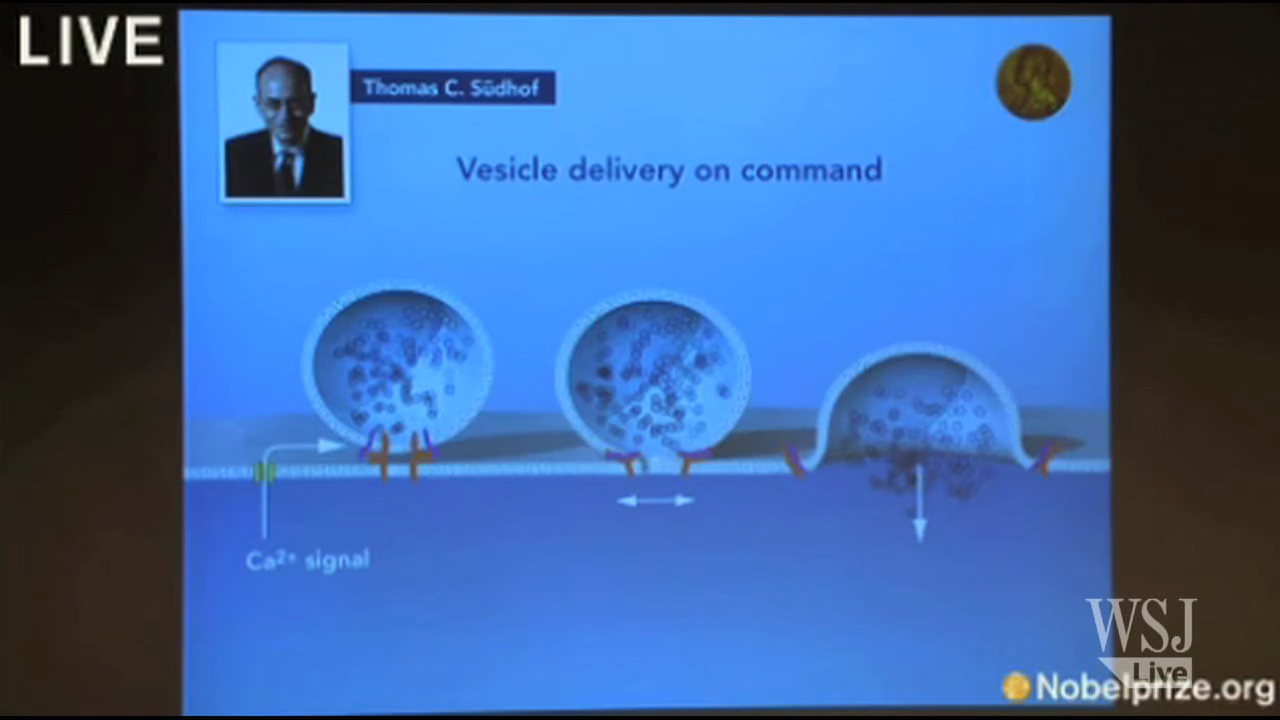 LIVE
Thomas C. Südhof
Vesicle delivery on command
Ca²⁺ signal
WSJ
Live
Nobelprize.org